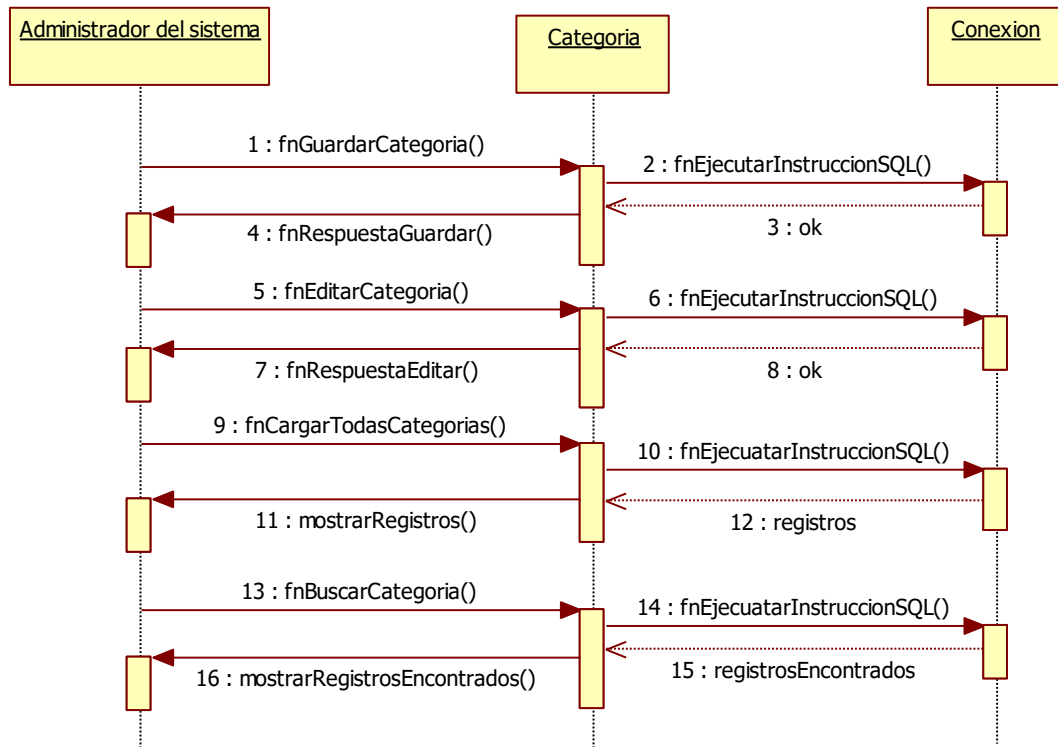 Administrador del sistema
Categoria
Conexion
1 : fnGuardarCategoria()
2 : fnEjecutarInstruccionSQL()
3 : ok
4 : fnRespuestaGuardar()
5 : fnEditarCategoria()
6 : fnEjecutarInstruccionSQL()
7 : fnRespuestaEditar()
8 : ok
9 : fnCargarTodasCategorias()
10 : fnEjecuatarInstruccionSQL()
11 : mostrarRegistros()
12 : registros
13 : fnBuscarCategoria()
14 : fnEjecuatarInstruccionSQL()
15 : registrosEncontrados
16 : mostrarRegistrosEncontrados()